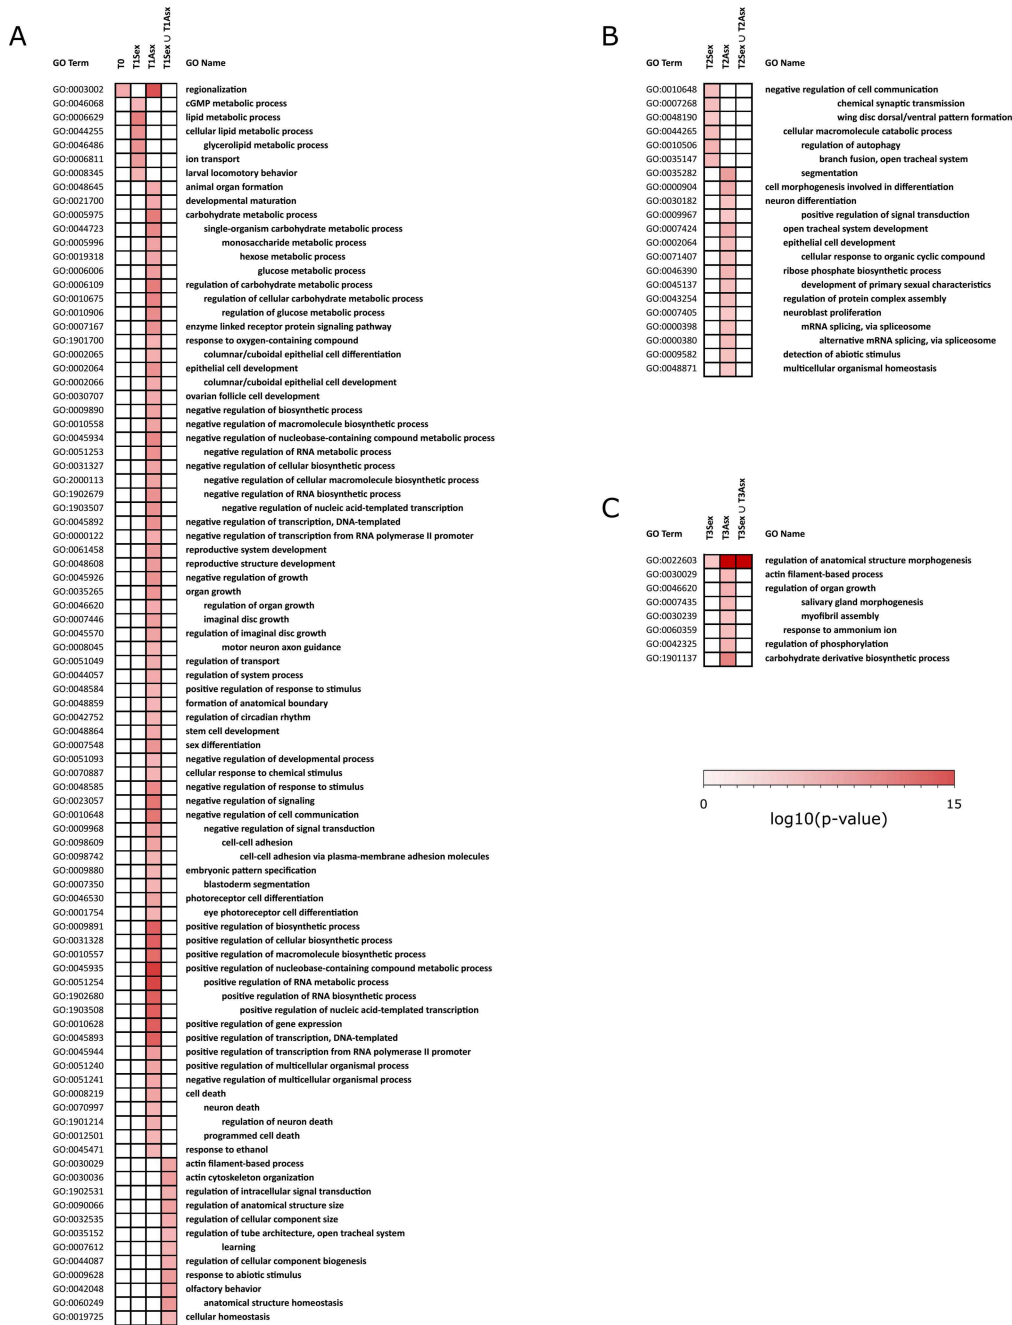 A
GO Term T0 T1Sex T1Asx T1Sex ∪ T1Asx GO Name
GO:0003002 regionalization
GO:0046068 cGMP metabolic process
GO:0006629 lipid metabolic process
GO:0044255 cellular lipid metabolic process
GO:0046486 glycerolipid metabolic process
GO:0006811 ion transport
GO:0008345 larval locomotory behavior
GO:0048645 animal organ formation
GO:0021700 developmental maturation
GO:0005975 carbohydrate metabolic process
GO:0044723 single-organism carbohydrate metabolic process
GO:0005996 monosaccharide metabolic process
GO:0019318 hexose metabolic process
GO:0006006 glucose metabolic process
GO:0006109 regulation of carbohydrate metabolic process
GO:0010675 regulation of cellular carbohydrate metabolic process
GO:0010906 regulation of glucose metabolic process
GO:0007167 enzyme linked receptor protein signaling pathway
GO:1901700 response to oxygen-containing compound
GO:0002065 columnar/cuboidal epithelial cell differentiation
GO:0002064 epithelial cell development
GO:0002066 columnar/cuboidal epithelial cell development
GO:0030707 ovarian follicle cell development
GO:0009890 negative regulation of biosynthetic process
GO:0010558 negative regulation of macromolecule biosynthetic process
GO:0045934 negative regulation of nucleobase-containing compound metabolic process
GO:0051253 negative regulation of RNA metabolic process
GO:0031327 negative regulation of cellular biosynthetic process
GO:2000113 negative regulation of cellular macromolecule biosynthetic process
GO:1902679 negative regulation of RNA biosynthetic process
GO:1903507 negative regulation of nucleic acid-templated transcription
GO:0045892 negative regulation of transcription, DNA-templated
GO:0000122 negative regulation of transcription from RNA polymerase II promoter
GO:0061458 reproductive system development
GO:0048608 reproductive structure development
GO:0045926 negative regulation of growth
GO:0035265 organ growth
GO:0046620 regulation of organ growth
GO:0007446 imaginal disc growth
GO:0045570 regulation of imaginal disc growth
GO:0008045 motor neuron axon guidance
GO:0051049 regulation of transport
GO:0044057 regulation of system process
GO:0048584 positive regulation of response to stimulus
GO:0048859 formation of anatomical boundary
GO:0042752 regulation of circadian rhythm
GO:0048864 stem cell development
GO:0007548 sex differentiation
GO:0051093 negative regulation of developmental process
GO:0070887 cellular response to chemical stimulus
GO:0048585 negative regulation of response to stimulus
GO:0023057 negative regulation of signaling
GO:0010648 negative regulation of cell communication
GO:0009968 negative regulation of signal transduction
GO:0098609 cell-cell adhesion
GO:0098742 cell-cell adhesion via plasma-membrane adhesion molecules
GO:0009880 embryonic pattern specification
GO:0007350 blastoderm segmentation
GO:0046530 photoreceptor cell differentiation
GO:0001754 eye photoreceptor cell differentiation
GO:0009891 positive regulation of biosynthetic process
GO:0031328 positive regulation of cellular biosynthetic process
GO:0010557 positive regulation of macromolecule biosynthetic process
GO:0045935 positive regulation of nucleobase-containing compound metabolic process
GO:0051254 positive regulation of RNA metabolic process
GO:1902680 positive regulation of RNA biosynthetic process
GO:1903508 positive regulation of nucleic acid-templated transcription
GO:0010628 positive regulation of gene expression
GO:0045893 positive regulation of transcription, DNA-templated
GO:0045944 positive regulation of transcription from RNA polymerase II promoter
GO:0051240 positive regulation of multicellular organismal process
GO:0051241 negative regulation of multicellular organismal process
GO:0008219 cell death
GO:0070997 neuron death
GO:1901214 regulation of neuron death
GO:0012501 programmed cell death
GO:0045471 response to ethanol
GO:0030029 actin filament-based process
GO:0030036 actin cytoskeleton organization
GO:1902531 regulation of intracellular signal transduction
GO:0090066 regulation of anatomical structure size
GO:0032535 regulation of cellular component size
GO:0035152 regulation of tube architecture, open tracheal system
GO:0007612 learning
GO:0044087 regulation of cellular component biogenesis
GO:0009628 response to abiotic stimulus
GO:0042048 olfactory behavior
GO:0060249 anatomical structure homeostasis
GO:0019725 cellular homeostasis
B
GO Term T2Sex T2Asx T2Sex ∪ T2Asx GO Name
GO:0010648 negative regulation of cell communication
GO:0007268 chemical synaptic transmission
GO:0048190 wing disc dorsal/ventral pattern formation
GO:0044265 cellular macromolecule catabolic process
GO:0010506 regulation of autophagy
GO:0035147 branch fusion, open tracheal system
GO:0035282 segmentation
GO:0000904 cell morphogenesis involved in differentiation
GO:0030182 neuron differentiation
GO:0009967 positive regulation of signal transduction
GO:0007424 open tracheal system development
GO:0002064 epithelial cell development
GO:0071407 cellular response to organic cyclic compound
GO:0046390 ribose phosphate biosynthetic process
GO:0045137 development of primary sexual characteristics
GO:0043254 regulation of protein complex assembly
GO:0007405 neuroblast proliferation
GO:0000398 mRNA splicing, via spliceosome
GO:0000380 alternative mRNA splicing, via spliceosome
GO:0009582 detection of abiotic stimulus
GO:0048871 multicellular organismal homeostasis
C
GO Term T3Sex T3Asx T3Sex ∪ T3Asx GO Name
GO:0022603 regulation of anatomical structure morphogenesis
GO:0030029 actin filament-based process
GO:0046620 regulation of organ growth
GO:0007435 salivary gland morphogenesis
GO:0030239 myofibril assembly
GO:0060359 response to ammonium ion
GO:0042325 regulation of phosphorylation
GO:1901137 carbohydrate derivative biosynthetic process
0 15
log10(p-value)